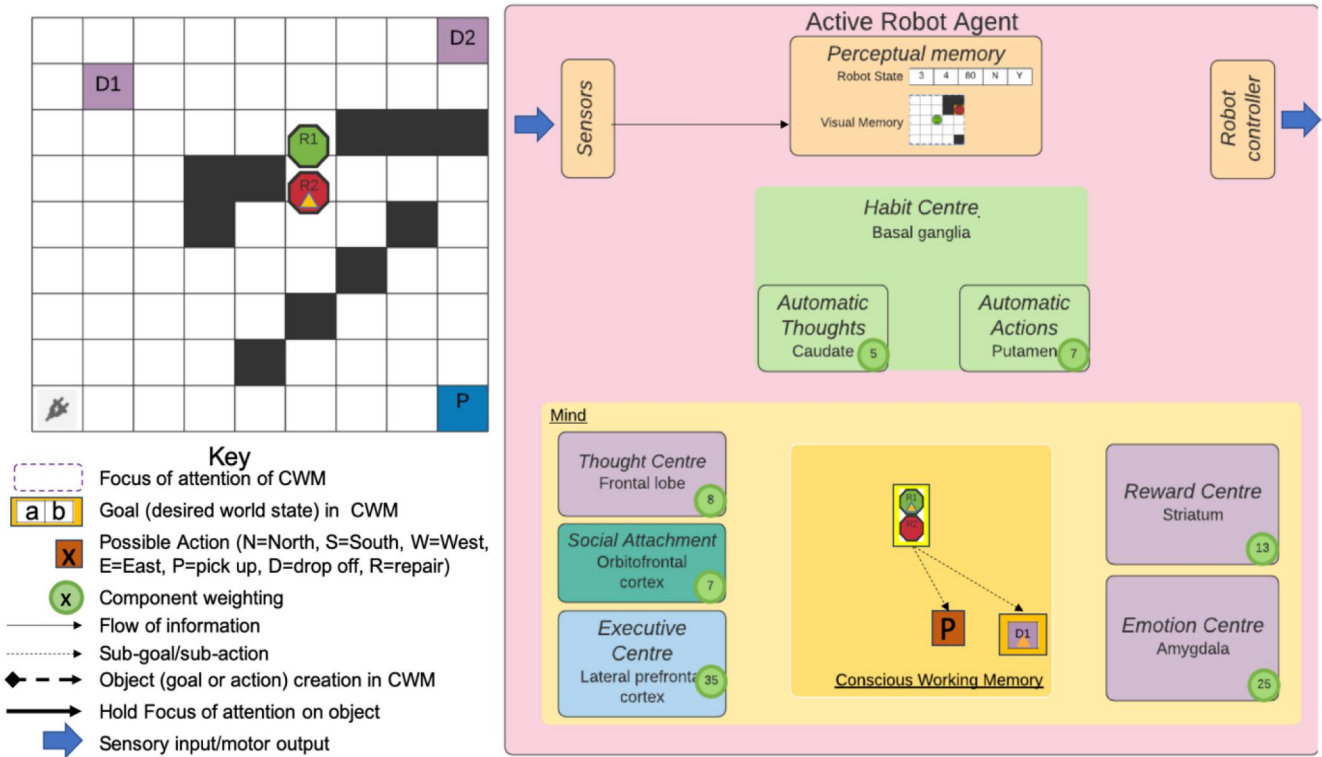 D2
D1
R1
R2
P
Key
Focus of attention of CWM
a b
Goal (desired world state) in CWM
X
Possible Action (N=North, S=South, W=West,
E=East, P=pick up, D=drop off, R=repair)
x
Component weighting
Flow of information
Sub-goal/sub-action
Object (goal or action) creation in CWM
Hold Focus of attention on object
Sensory input/motor output
Active Robot Agent
Sensors
Perceptual memory
Robot State 3 4 80 N Y
Visual Memory
Robot
controller
Habit Centre
Basal ganglia
Automatic
Thoughts
Caudate 5
Automatic
Actions
Putamen 7
Mind
Thought Centre
Frontal lobe
8
Social Attachment
Orbitofrontal
cortex
7
Executive
Centre
Lateral prefrontal
cortex
35
R1
R2
P
D1
Conscious Working Memory
Reward Centre
Striatum
13
Emotion Centre
Amygdala
25